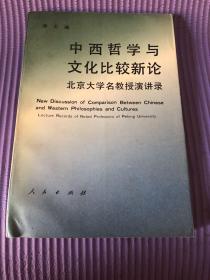 中西哲学与
文化比较新论
北京大学名教授演讲录
New Discussion of Comparison Between Chinese
and Western Philosophies and Cultures
Lecture Records of Noted Professors of Peking University
人民出版社